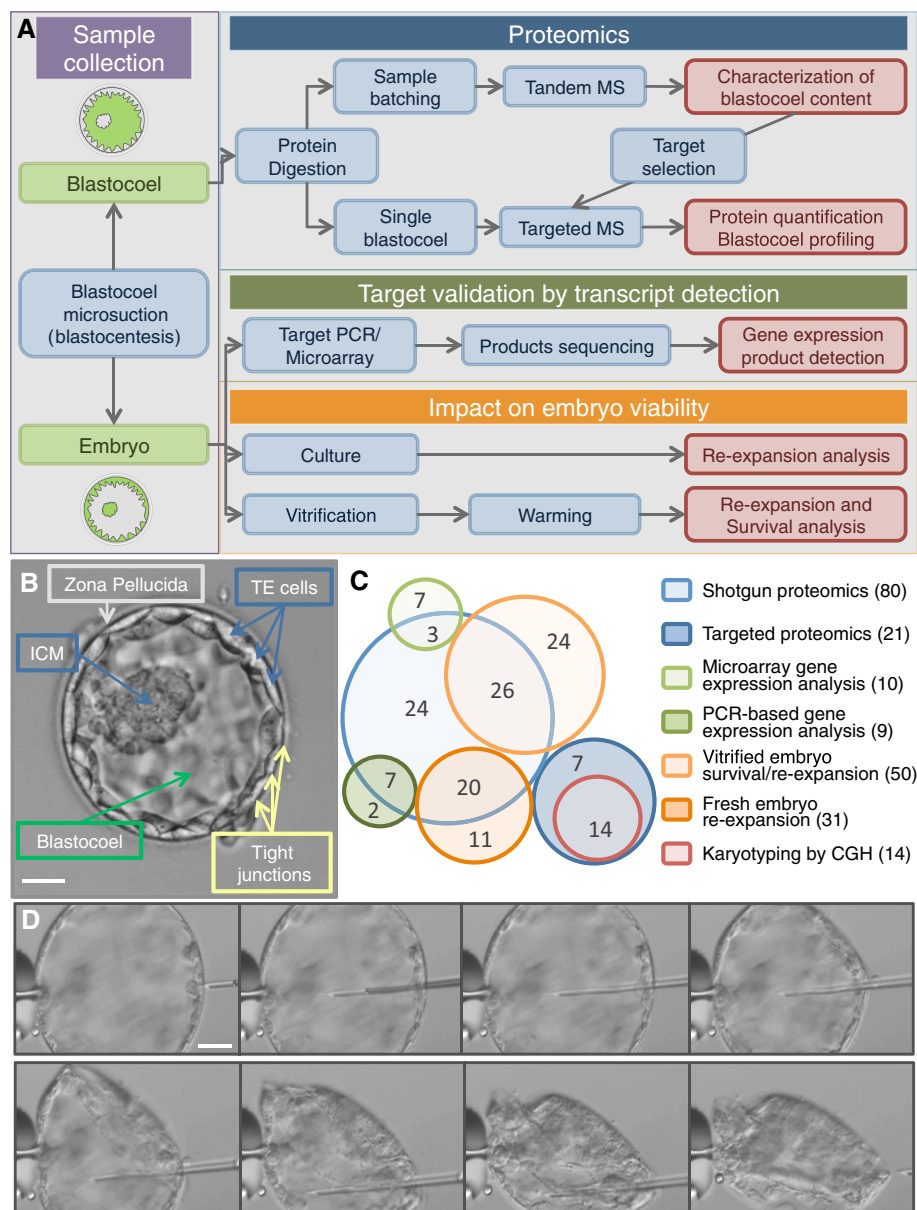 A
Sample
collection
Blastocoel
Blastocoel
microsuction
(blastocentesis)
Embryo
Proteomics
Protein
Digestion
Sample
batching
Tandem MS
Characterization of
blastocoel content
Target
selection
Single
blastocoel
Targeted MS
Protein quantification
Blastocoel profiling
Target validation by transcript detection
Target PCR/
Microarray
Products sequencing
Gene expression
product detection
Impact on embryo viability
Culture
Re-expansion analysis
Vitrification
Warming
Re-expansion and
Survival analysis
B
Zona Pellucida
TE cells
ICM
Blastocoel
Tight
junctions
C
7
3
24
24
26
7
2
20
11
7
14
Shotgun proteomics (80)
Targeted proteomics (21)
Microarray gene
expression analysis (10)
PCR-based gene
expression analysis (9)
Vitrified embryo
survival/re-expansion (50)
Fresh embryo
re-expansion (31)
Karyotyping by CGH (14)
D